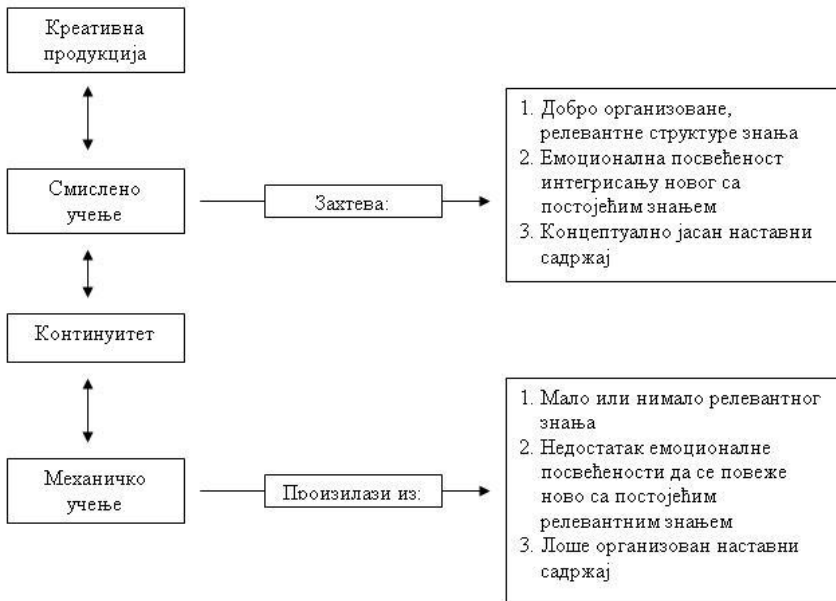 Креативна
продукција
Смислено
учење
Захтева:
1. Добро организоване,
релевантне структуре знања
2. Емоционална посвећеност
интегрисању новог са
постојећим знањем
3. Концептуално јасан наставни
садржај
Континуитет
Механичко
учење
Произилази из:
1. Мало или нимало релевантног
знања
2. Недостатак емоционалне
посвећености да се повеже
ново са постојећим
релевантним знањем
3. Лоше организован наставни
садржај